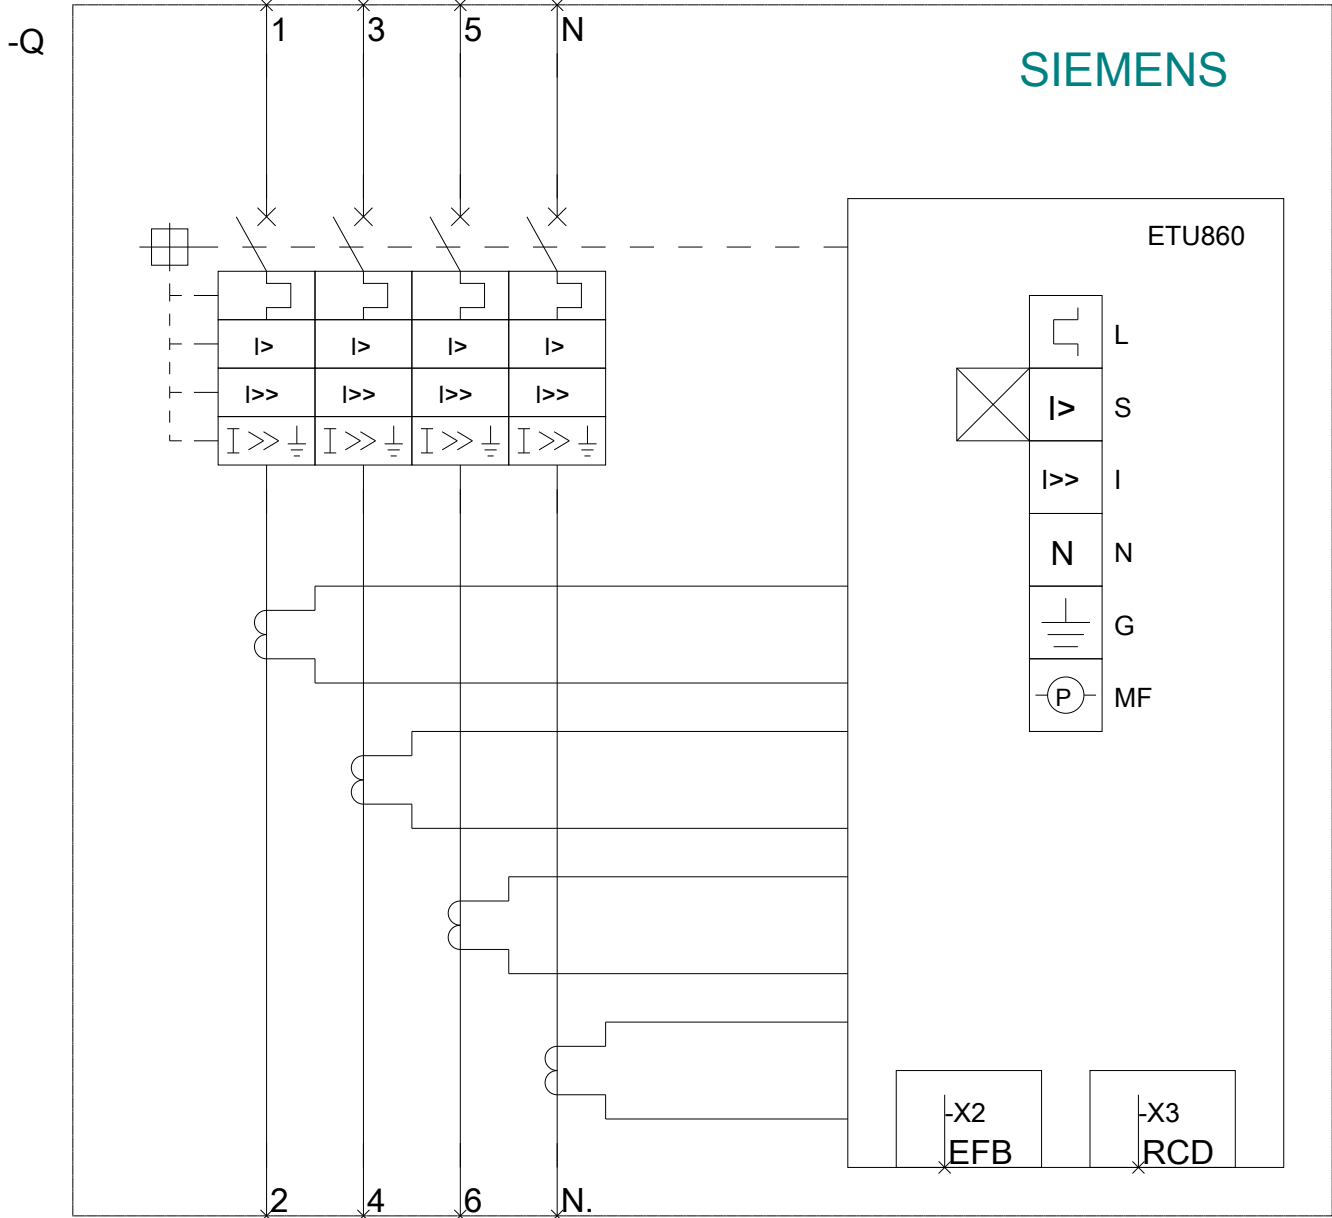 1 3 5 N
-Q
SIEMENS
ETU860
L
I> I> I> I>
I> S
I>> I>> I>> I>>
I>> >> >> >> I
I >> I >> I >> I >>
N N
G
P MF
-X2 -X3
EFB RCD
2 4 6 N.